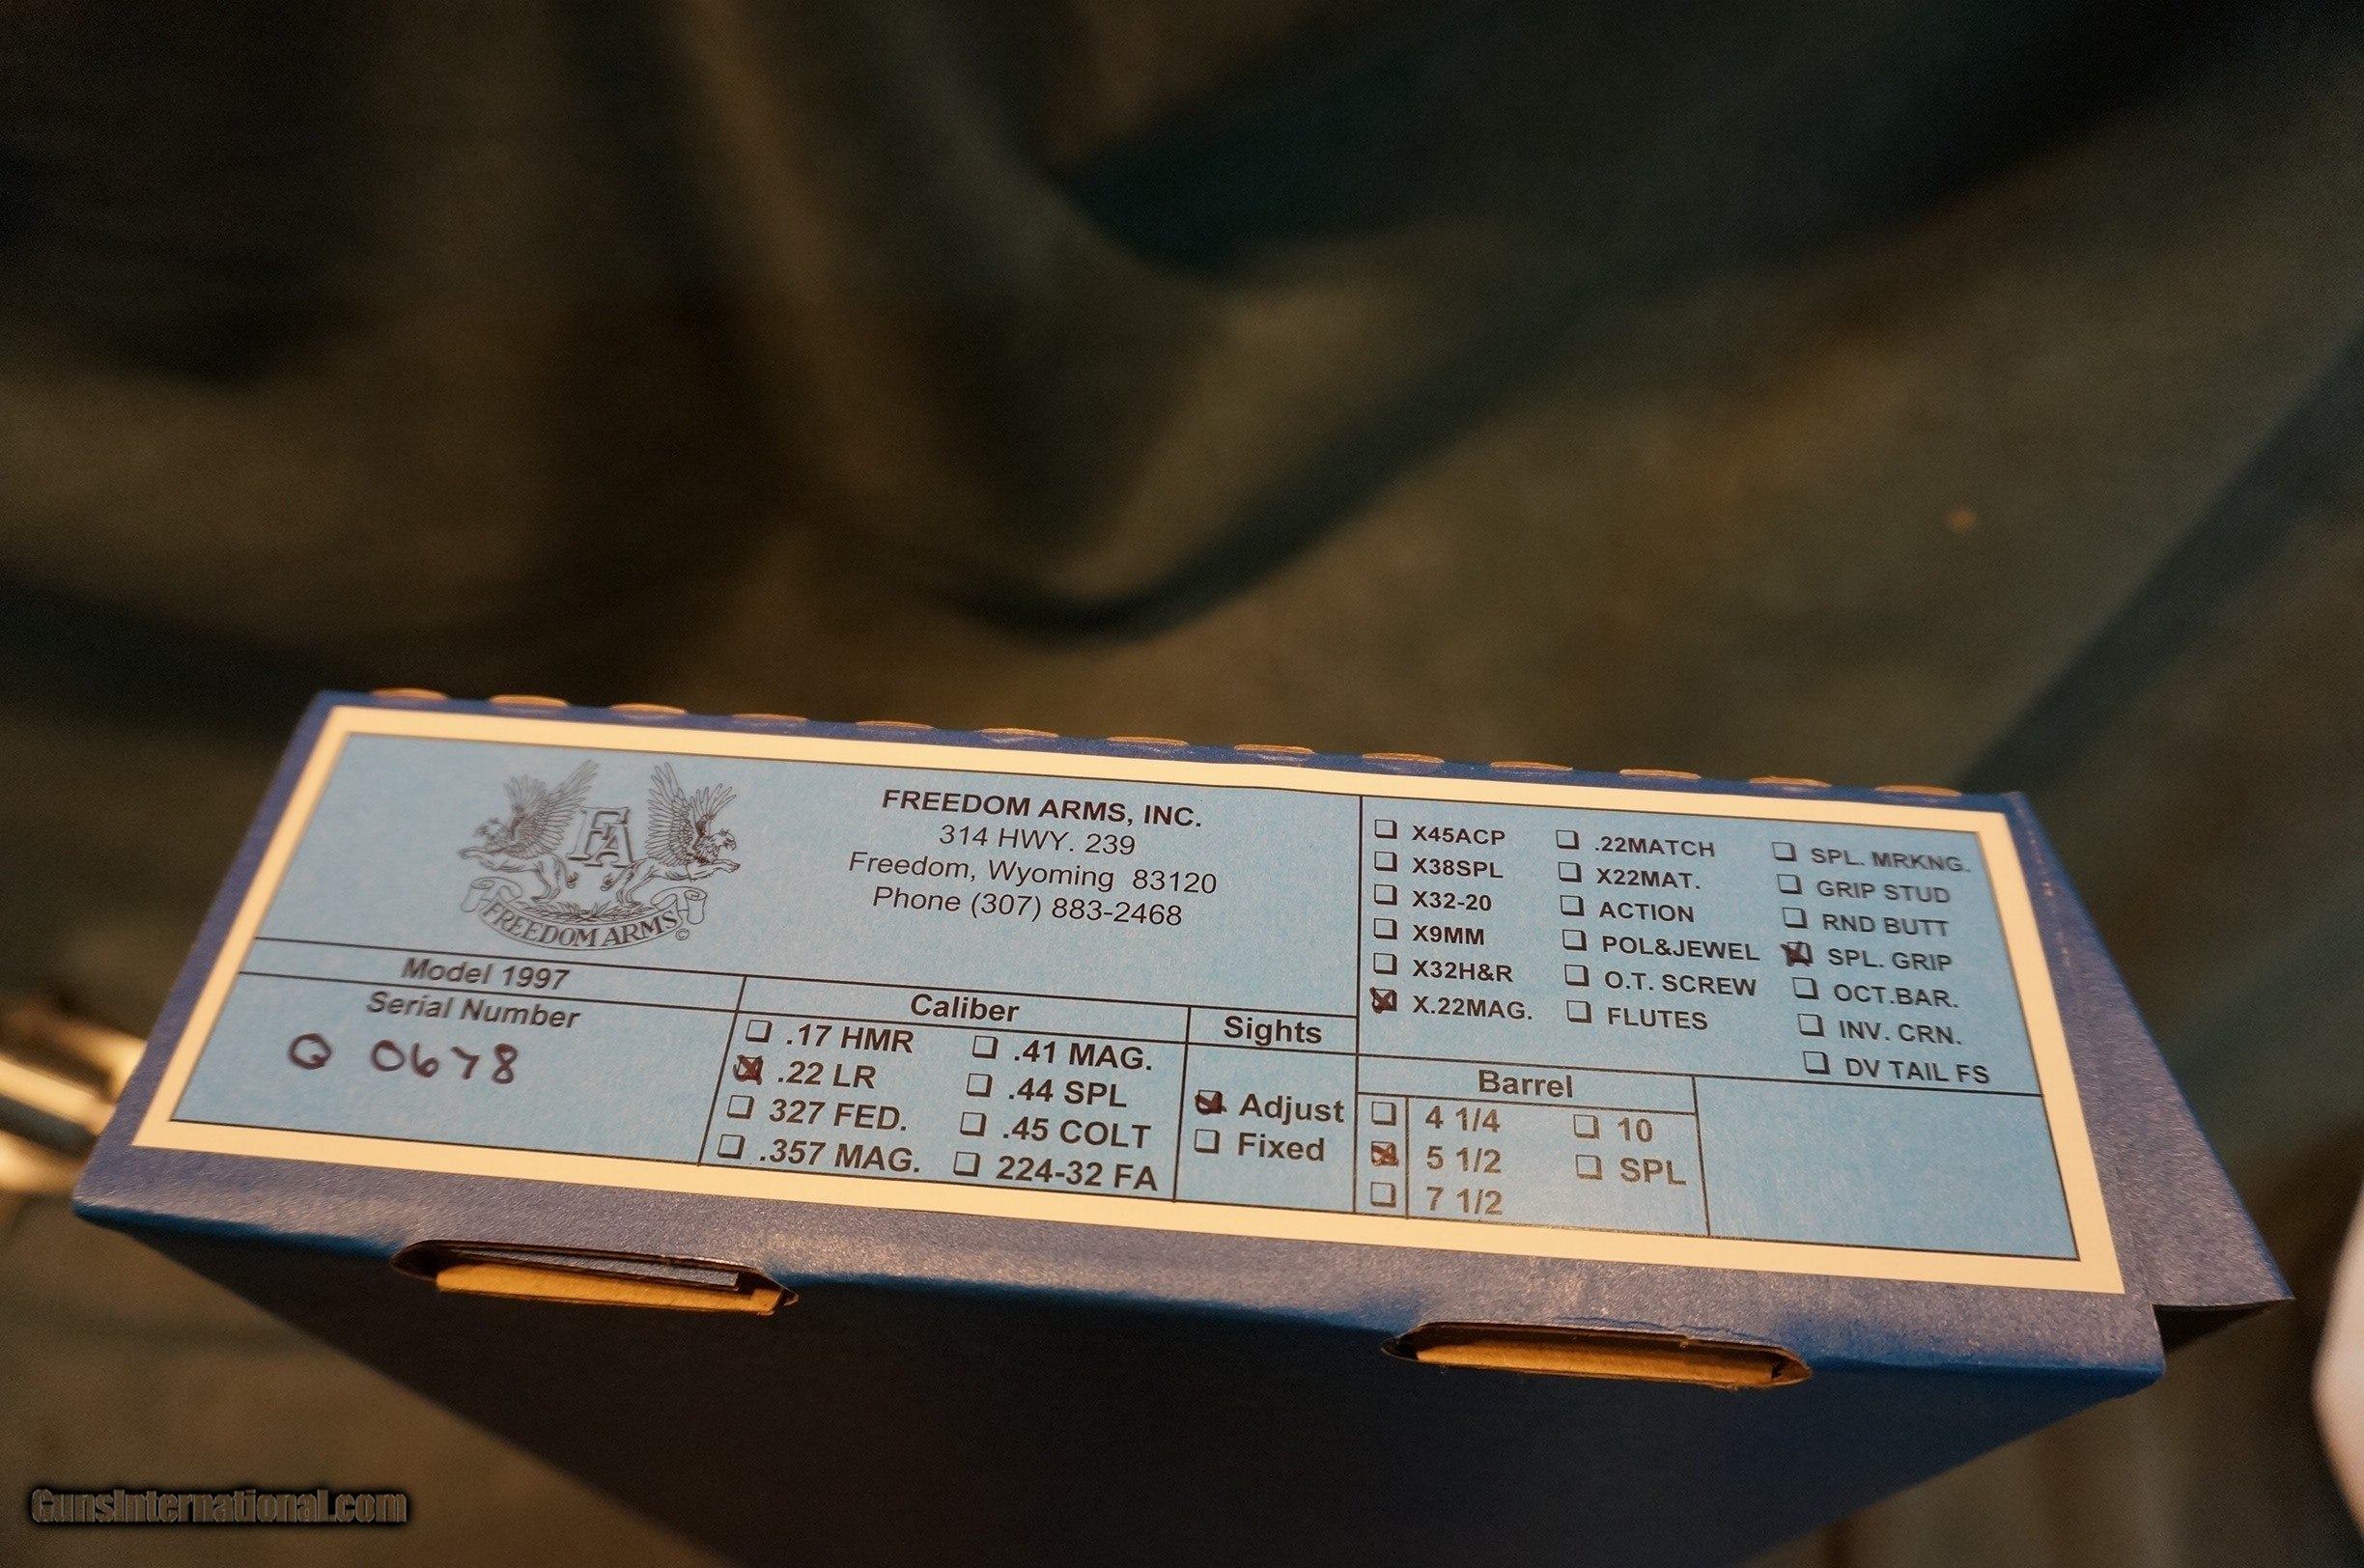 FA
FREEDOM ARMS ©
FREEDOM ARMS, INC.
314 HWY. 239
Freedom, Wyoming 83120
Phone (307) 883-2468
Model 1997
Serial Number
Q 0678
Caliber
.17 HMR
.22 LR
327 FED.
.357 MAG.
.41 MAG.
.44 SPL
.45 COLT
224-32 FA
Sights
Adjust
Fixed
X45ACP
X38SPL
X32-20
X9MM
X32H&R
X.22MAG.
.22MATCH
X22MAT.
ACTION
POL&JEWEL
O.T. SCREW
FLUTES
SPL. MRKNG.
GRIP STUD
RND BUTT
SPL. GRIP
OCT.BAR.
INV. CRN.
DV TAIL FS
Barrel
4 1/4
5 1/2
7 1/2
10
SPL
GunsInternational.com